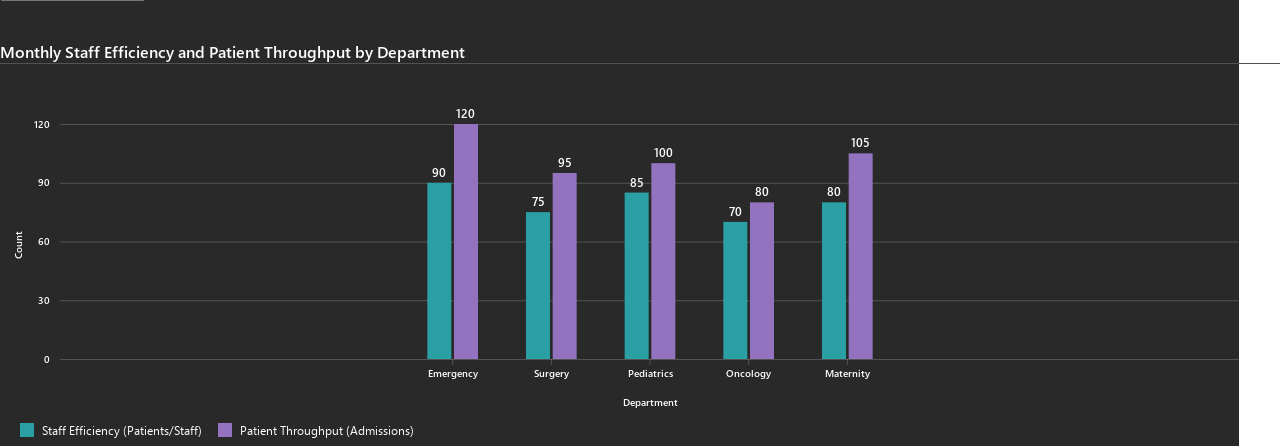 Monthly Staff Efficiency and Patient Throughput by Department
120
90
60
30
0
Count
90
120
75
95
85
100
70
80
80
105
Emergency
Surgery
Pediatrics
Oncology
Maternity
Department
Staff Efficiency (Patients/Staff)
Patient Throughput (Admissions)